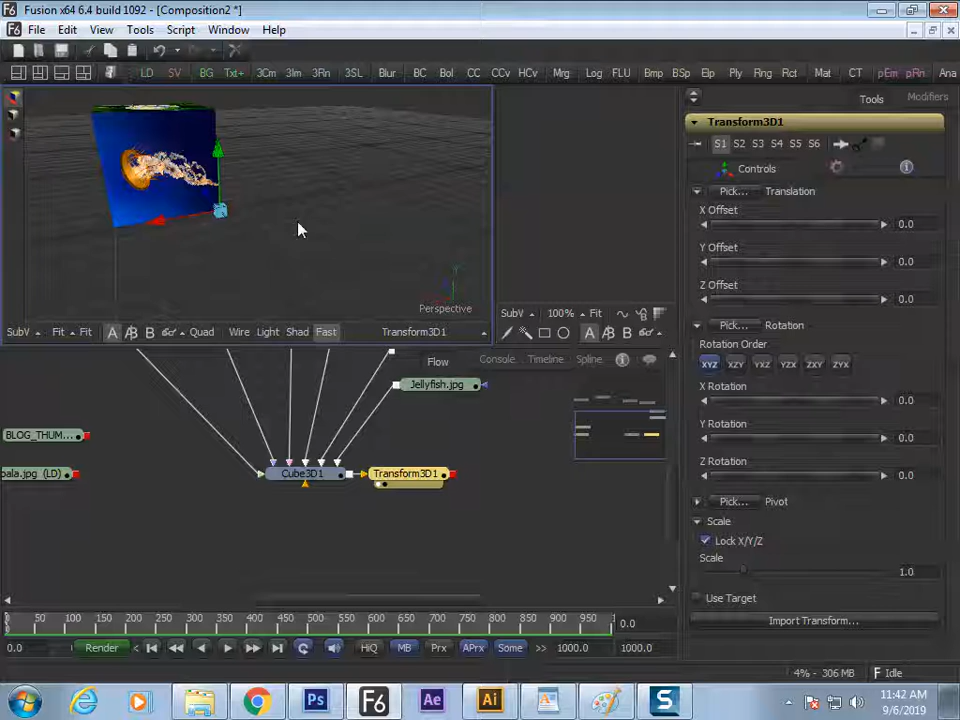 Fusion x64 6.4 build 1092 - [Composition2 *]
File Edit View Tools Script Window Help
LD SV BG Txt+ 3Cm 3Im 3Rn 3SL Blur BC Bol CC CCv HCv Mrg Log FLU Bmp BSp Elp Ply Rng Rct Mat CT pEm pRn Ana
Tools Modifiers
Transform3D1
S1 S2 S3 S4 S5 S6
Controls
Pick... Translation
X Offset
0.0
Y Offset
0.0
Z Offset
0.0
Perspective
SubV 100% Fit
SubV Fit Fit A A/B B Quad Wire Light Shad Fast Transform3D1
A A/B B
Pick... Rotation
Rotation Order
XYZ XZY YXZ YZX ZXY ZYX
X Rotation
0.0
Y Rotation
0.0
Z Rotation
0.0
Pick... Pivot
Scale
Lock X/Y/Z
Scale
1.0
Use Target
Import Transform...
Flow Console Timeline Spline
Jellyfish.jpg
BLOG_THUM...
pala.jpg (LD)
Cube3D1 Transform3D1
0 50 100 150 200 250 300 350 400 450 500 550 600 650 700 750 800 850 900 950
0.0
0.0 Render HiQ MB Prx APrx Some >> 1000.0 1000.0
4% - 306 MB Idle
Ps F6 Ae Ai S
11:42 AM
9/6/2019